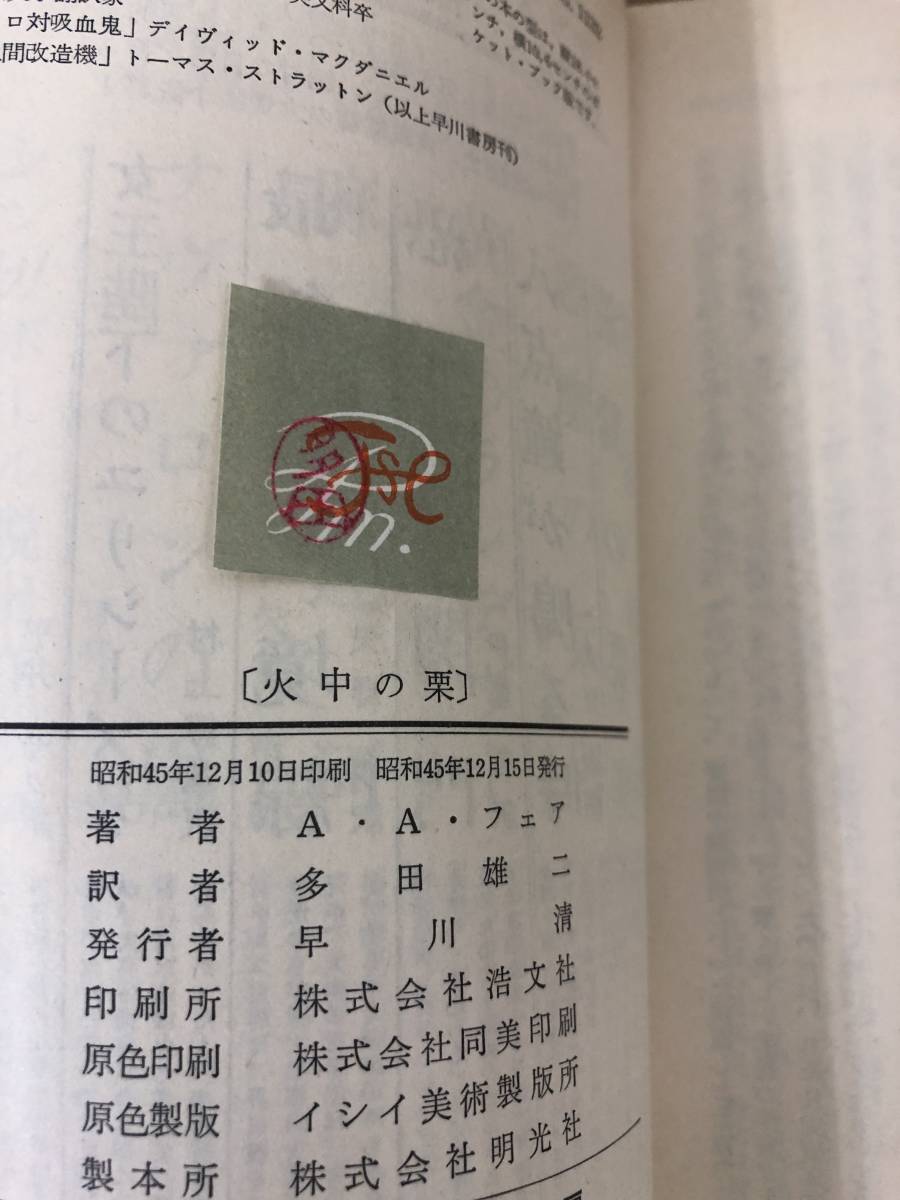 英文科卒
ロ対吸血鬼」デイヴィッド・マクダニエル
間改造機」トーマス・ストラットン(以上早川書房刊)
〔火中の栗〕
昭和45年12月10日印刷 昭和45年12月15日発行
著者 A・A・フェア
訳者 多田雄二
発行者 早川清
印刷所 株式会社浩文社
原色印刷 株式会社同美印刷
原色製版 イシイ美術製版所
製本所 株式会社明光社